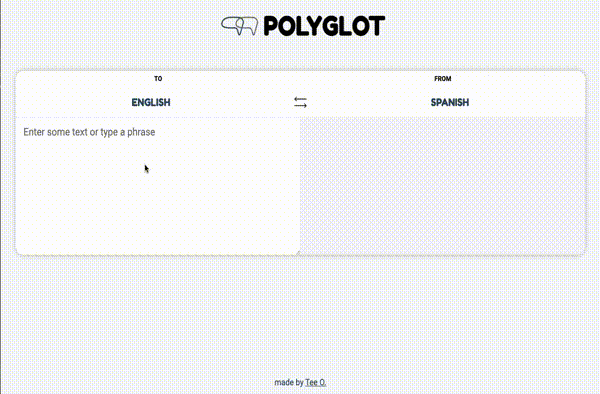 POLYGLOT
TO
FROM
ENGLISH
SPANISH
Enter some text or type a phrase
made by Tee O.